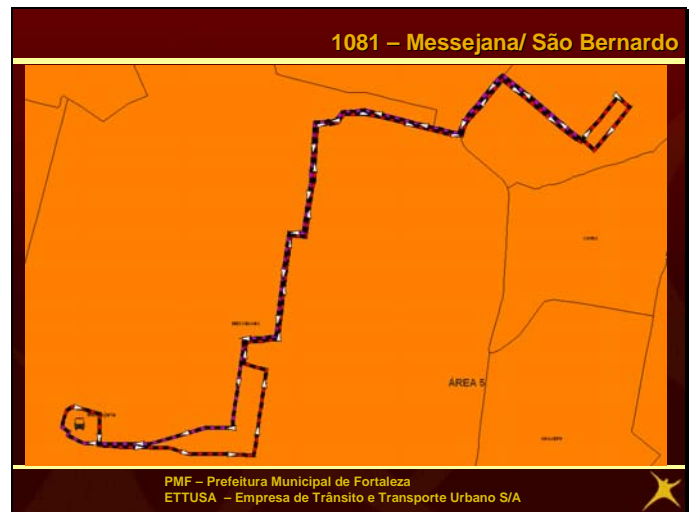 1081 – Messejana/ São Bernardo
ÁREA 5
PMF – Prefeitura Municipal de Fortaleza
ETTUSA – Empresa de Trânsito e Transporte Urbano S/A